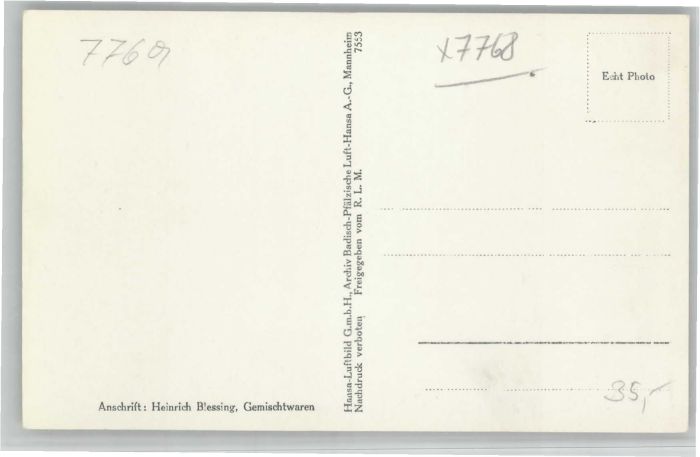 7760
x7768
Echt Photo
Hansa-Luftbild G.m.b.H., Archiv Badisch-Pfälzische Luft-Hansa A.-G., Mannheim
Nachdruck verboten Freigegeben vom R. L. M. 7553
35,-
Anschrift: Heinrich Blessing, Gemischtwaren